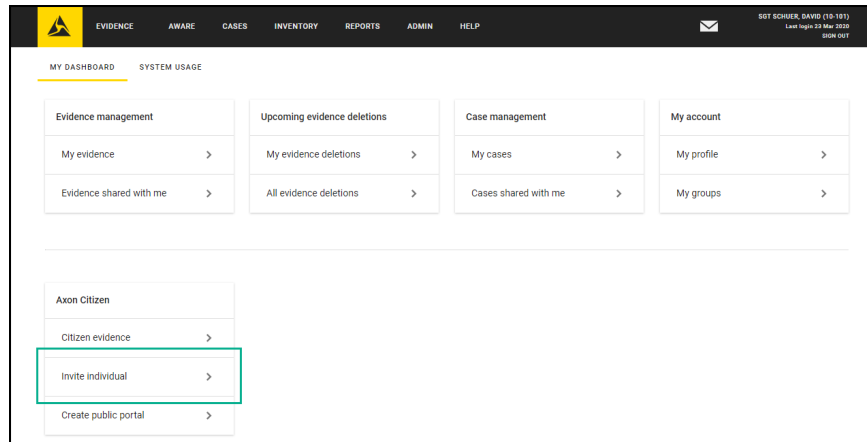 EVIDENCE AWARE CASES INVENTORY REPORTS ADMIN HELP
SGT SCHUER, DAVID (10-101)
Last login 23 Mar 2020
SIGN OUT
MY DASHBOARD SYSTEM USAGE
Evidence management
My evidence
Evidence shared with me
Upcoming evidence deletions
My evidence deletions
All evidence deletions
Case management
My cases
Cases shared with me
My account
My profile
My groups
Axon Citizen
Citizen evidence
Invite individual
Create public portal